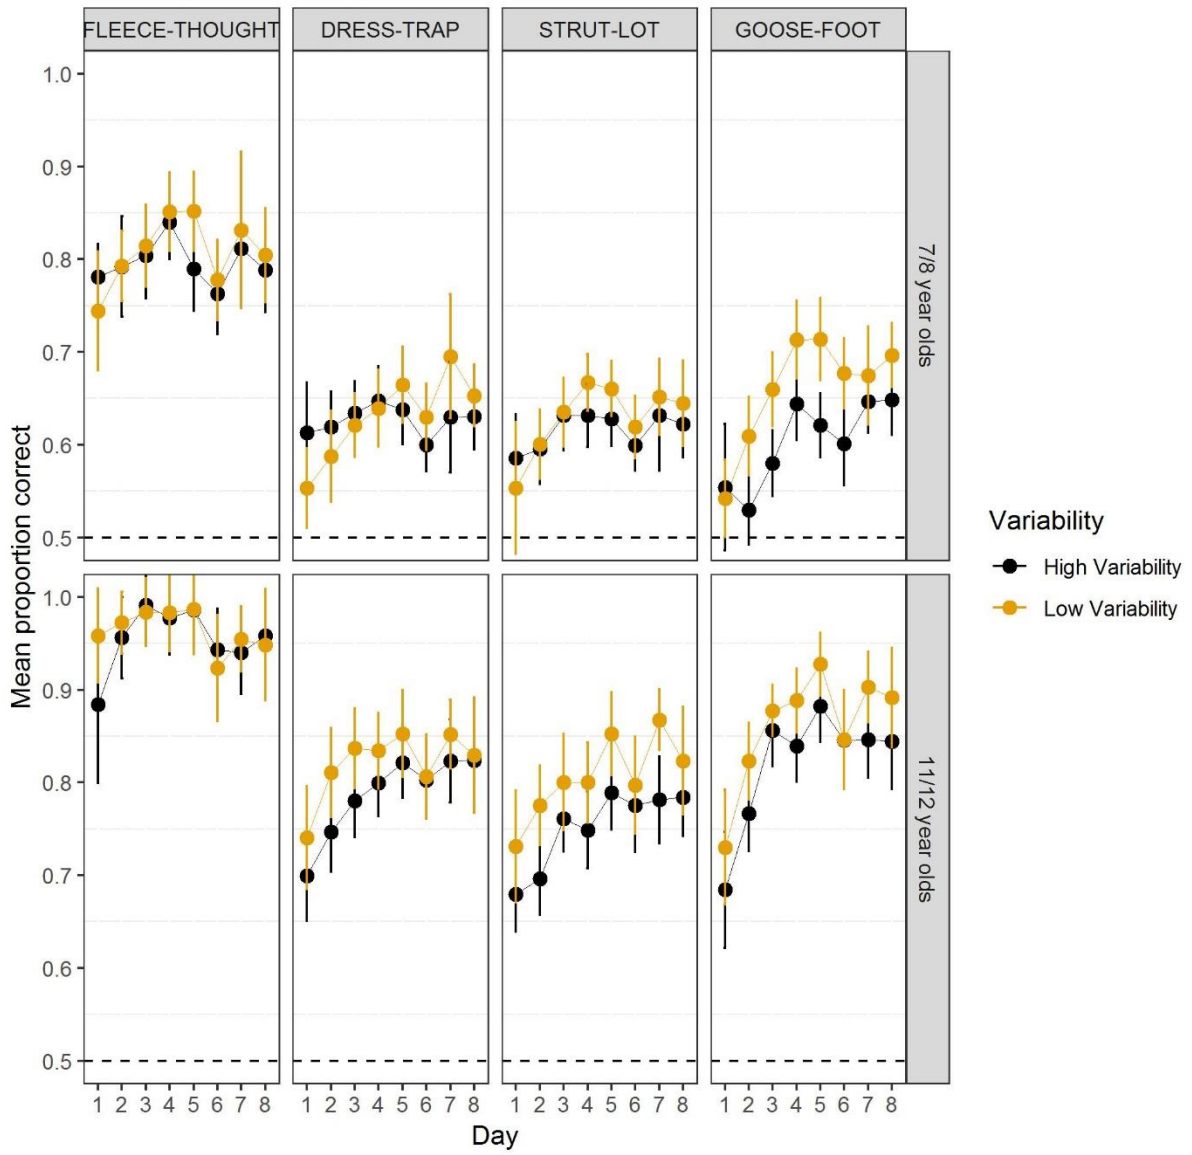 FLEECE-THOUGHT DRESS-TRAP STRUT-LOT GOOSE-FOOT
Mean proportion correct
1.0
0.9
0.8
0.7
0.6
0.5
7/8 year olds
1.0
0.9
0.8
0.7
0.6
0.5
11/12 year olds
1 2 3 4 5 6 7 8 1 2 3 4 5 6 7 8 1 2 3 4 5 6 7 8 1 2 3 4 5 6 7 8
Day
Variability
High Variability
Low Variability